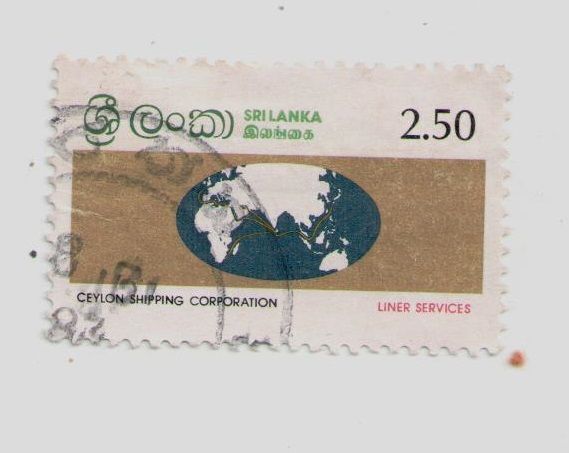 ශ්‍රී ලංකා SRI LANKA 2.50
இலங்கை
CEYLON SHIPPING CORPORATION LINER SERVICES